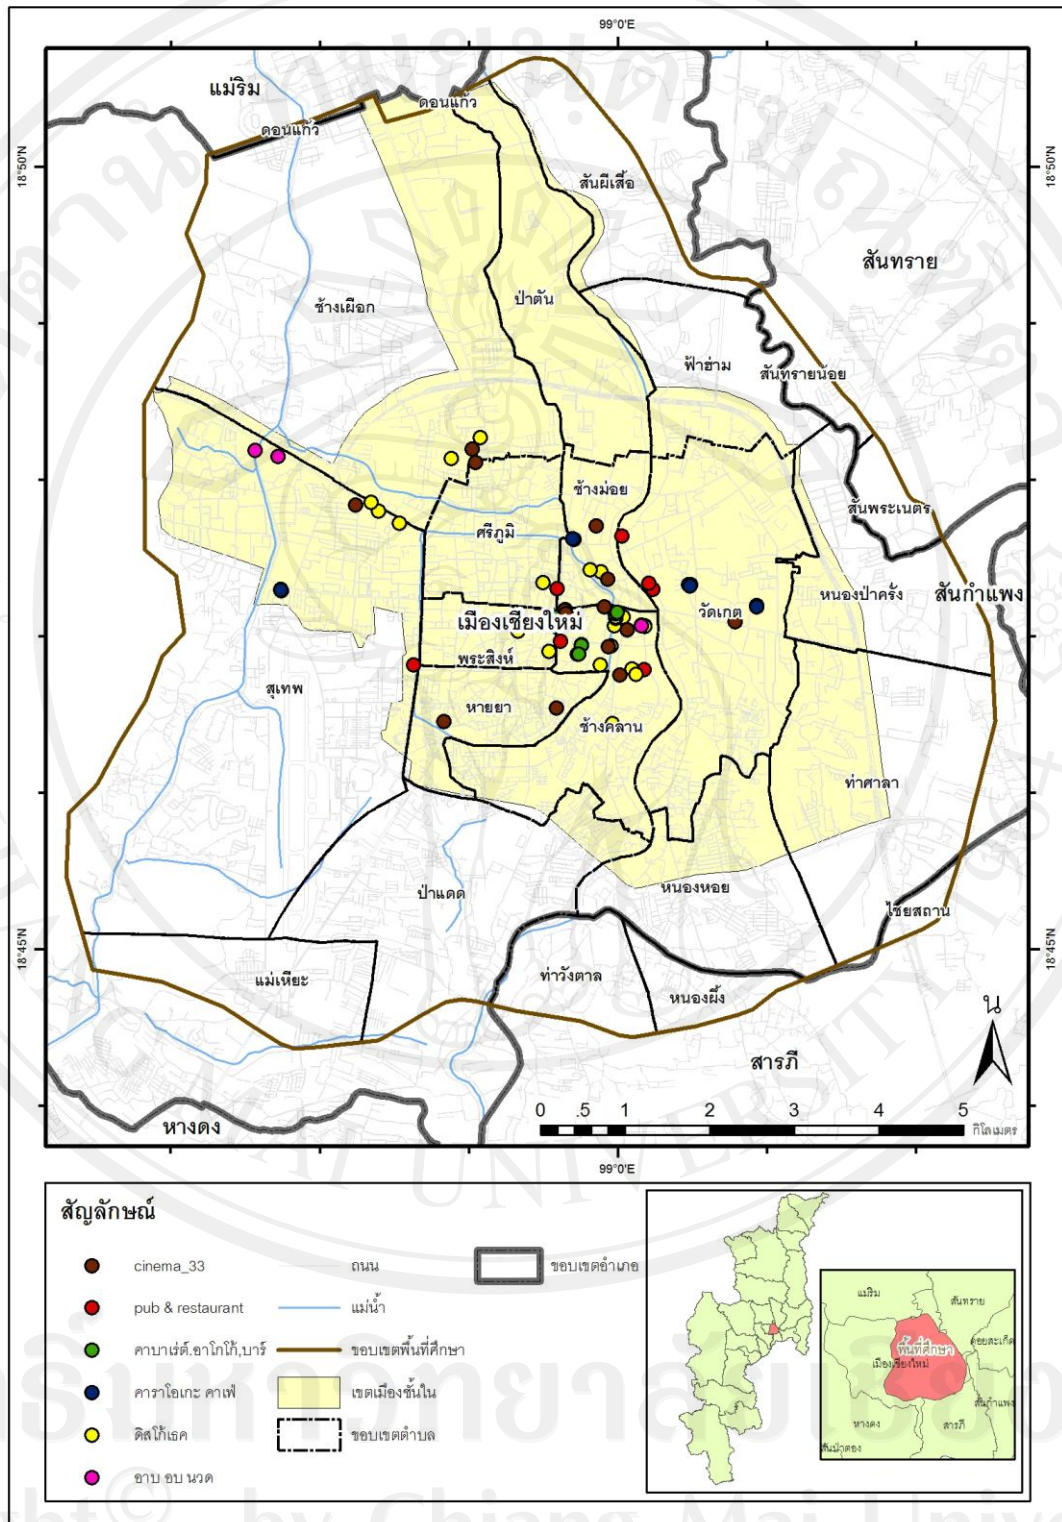 99°0'E
แม่ริม
ดอนแก้ว
ดอนแก้ว
18°50'N
18°50'N
สันผีเสื้อ
สันทราย
ป่าตัน
ช้างเผือก
ฟ้าฮ่าม
สันทรายน้อย
ช้างม่อย
สันพระเนตร
ศรีภูมิ
หนองป่าครั่ง
สันกำแพง
วัดเกต
เมืองเชียงใหม่
พระสิงห์
สุเทพ
หายยา
ช้างคลาน
ท่าศาลา
ป่าแดด
หนองหอย
ไชยสถาน
18°45'N
18°45'N
แม่เหียะ
ท่าวังตาล
หนองผึ้ง
น
สารภี
0 .5 1 2 3 4 5
กิโลเมตร
หางดง
99°0'E
สัญลักษณ์
cinema_33
ถนน
ขอบเขตอำเภอ
pub & restaurant
แม่น้ำ
คาบาเร่ต์.อาโกโก้,บาร์
ขอบเขตพื้นที่ศึกษา
คาราโอเกะ คาเฟ่
เขตเมืองชั้นใน
ดิสโก้เธค
ขอบเขตตำบล
อาบ อบ นวด
แม่ริม
สันทราย
ดอยสะเก็ด
พื้นที่ศึกษา
เมืองเชียงใหม่
สันกำแพง
หางดง
สารภี
สันป่าตอง
by Chiang Mai Univer